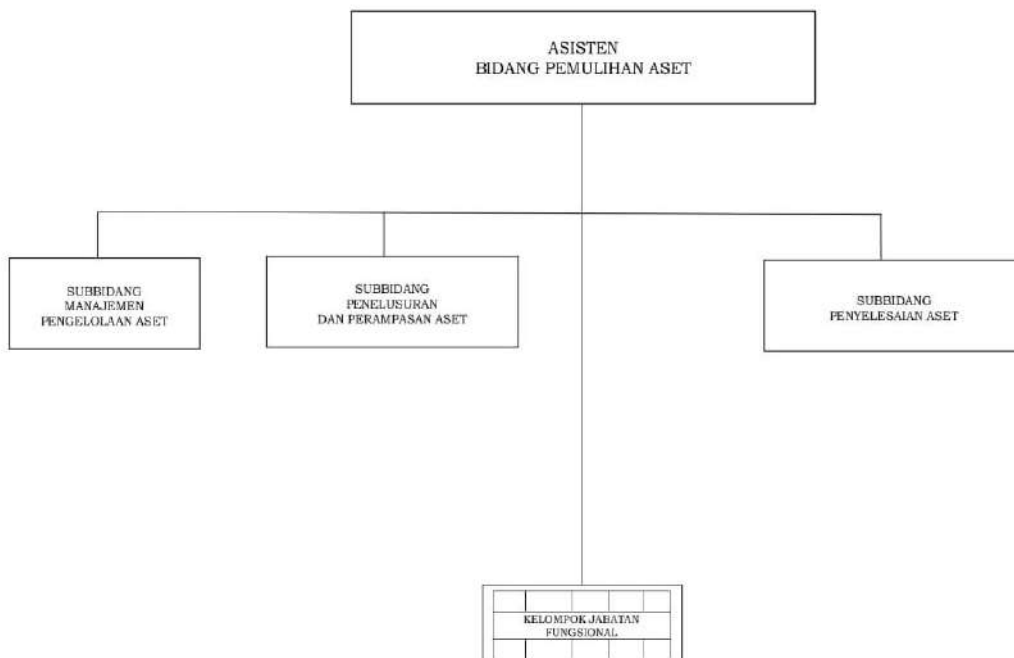 ASISTEN
BIDANG PEMULIHAN ASET
SUBBIDANG
MANAJEMEN
PENGELOLAAN ASET
SUBBIDANG
PENELUSURAN
DAN PERAMPASAN ASET
SUBBIDANG
PENYELESAIAN ASET
KELOMPOK JABATAN
FUNGSIONAL